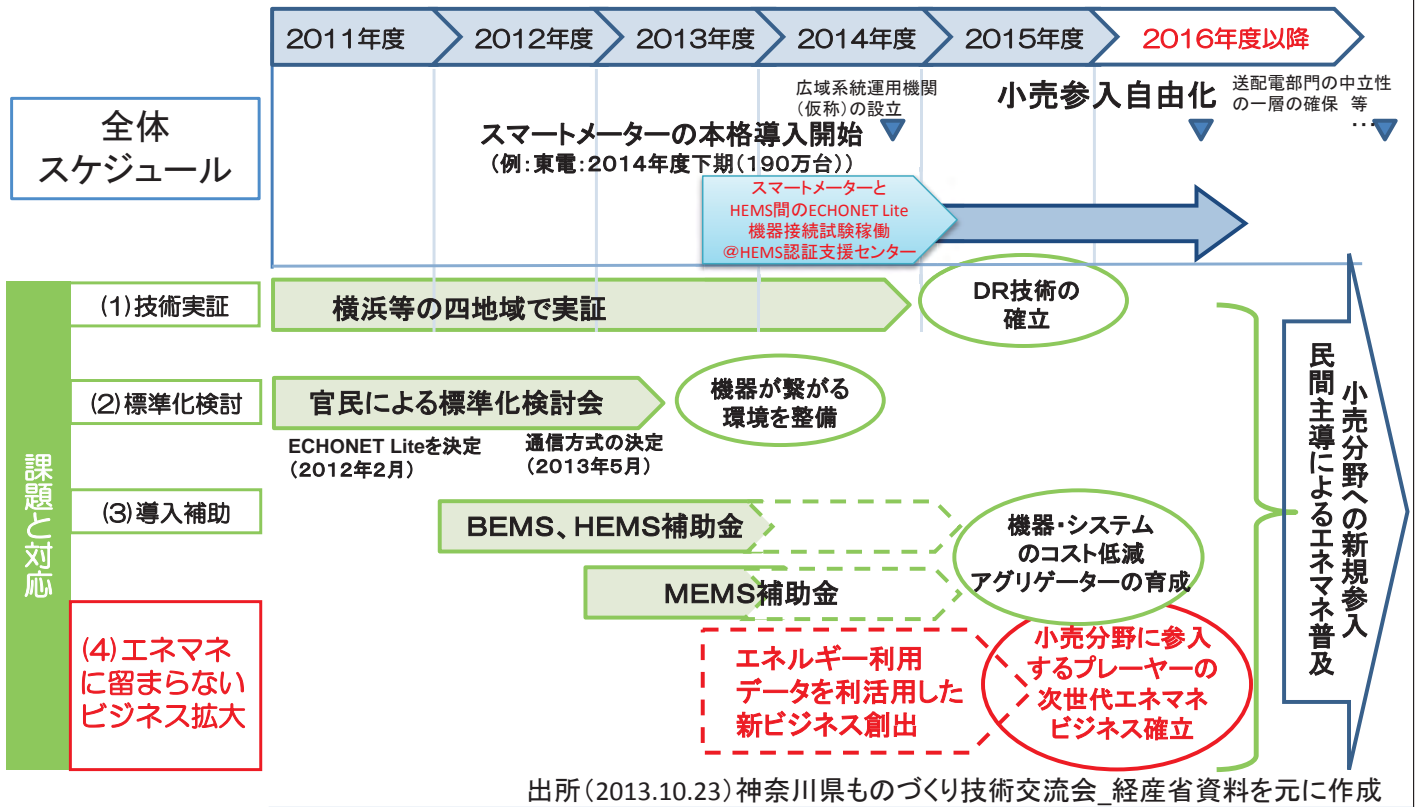 2011年度
2012年度
2013年度
2014年度
2015年度
2016年度以降
全体
スケジュール
広域系統運用機関
(仮称)の設立
小売参入自由化
送配電部門の中立性
の一層の確保 等
…
スマートメーターの本格導入開始
(例:東電:2014年度下期(190万台))
スマートメーターと
HEMS間のECHONET Lite
機器接続試験稼働
@HEMS認証支援センター
課題と対応
(1)技術実証
横浜等の四地域で実証
DR技術の
確立
(2)標準化検討
官民による標準化検討会
機器が繋がる
環境を整備
ECHONET Liteを決定
(2012年2月)
通信方式の決定
(2013年5月)
(3)導入補助
BEMS、HEMS補助金
MEMS補助金
機器・システム
のコスト低減
アグリゲーターの育成
(4)エネマネ
に留まらない
ビジネス拡大
エネルギー利用
データを利活用した
新ビジネス創出
小売分野に参入
するプレーヤーの
次世代エネマネ
ビジネス確立
小売分野への新規参入
民間主導によるエネマネ普及
出所(2013.10.23)神奈川県ものづくり技術交流会_経産省資料を元に作成